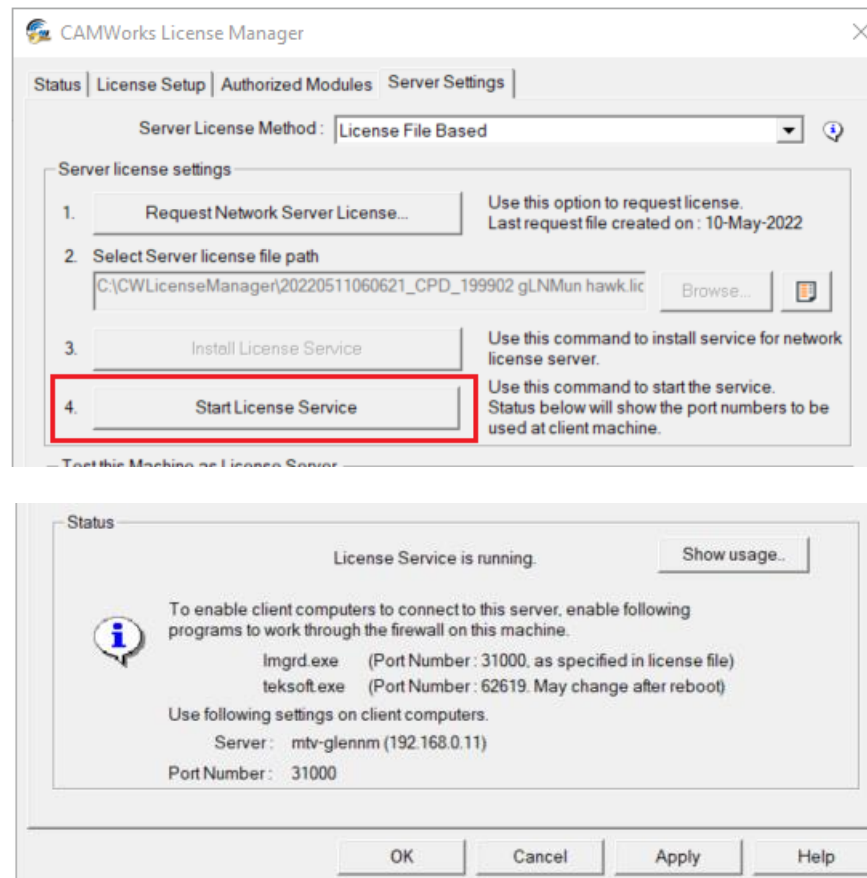 CAMWorks License Manager
Status License Setup Authorized Modules Server Settings
Server License Method : License File Based
Server license settings
1. Request Network Server License... Use this option to request license.
Last request file created on : 10-May-2022
2. Select Server license file path
C:\CWLicenseManager\20220511060621_CPD_199902 gLNMun hawk.lic Browse...
3. Install License Service Use this command to install service for network
license server.
4. Start License Service Use this command to start the service.
Status below will show the port numbers to be
used at client machine.
Test this Machine as License Server
Status
License Service is running. Show usage..
To enable client computers to connect to this server, enable following
programs to work through the firewall on this machine.
lmgrd.exe (Port Number : 31000, as specified in license file)
teksoft.exe (Port Number : 62619. May change after reboot)
Use following settings on client computers.
Server : mtv-glennm (192.168.0.11)
Port Number : 31000
OK Cancel Apply Help